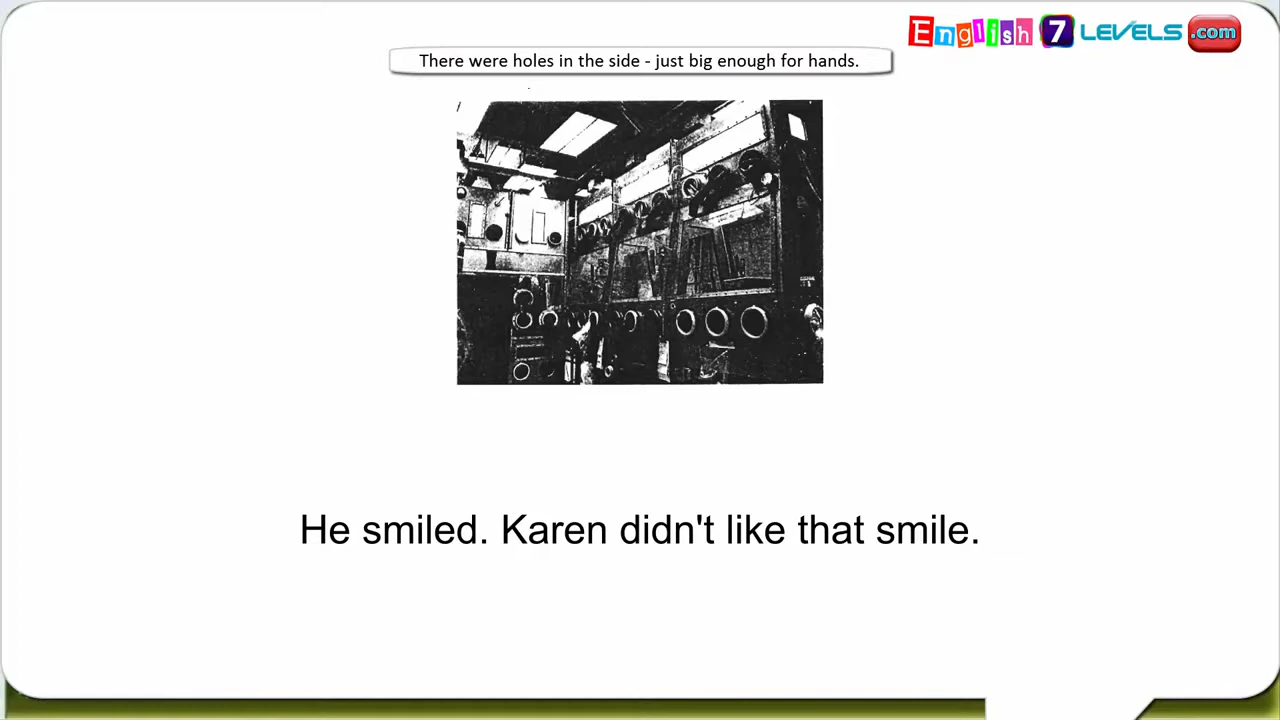 English 7 LEVELS .com
There were holes in the side - just big enough for hands.
He smiled. Karen didn't like that smile.